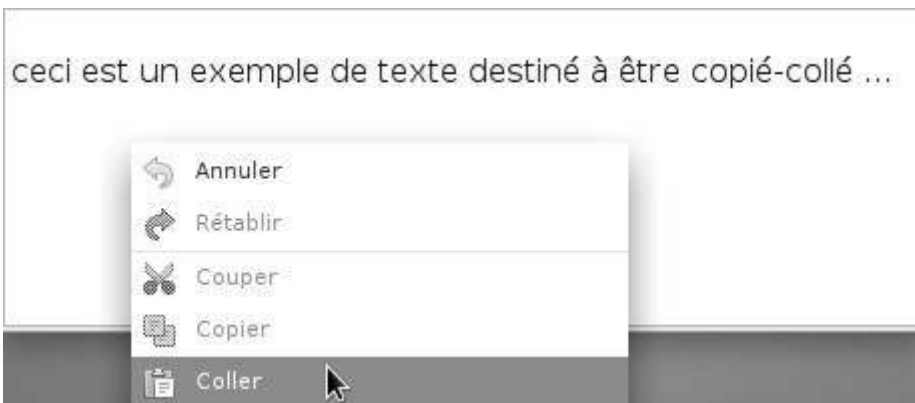 ceci est un exemple de texte destiné à être copié-collé ...
Annuler
Rétablir
Couper
Copier
Coller